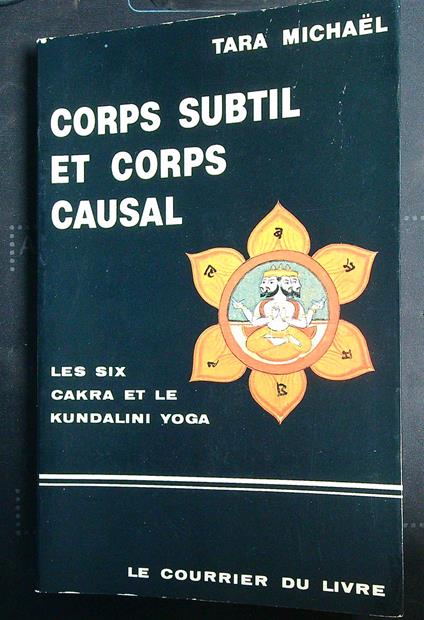 TARA MICHAËL
CORPS SUBTIL
ET CORPS
CAUSAL
LES SIX
CAKRA ET LE
KUNDALINI YOGA
LE COURRIER DU LIVRE